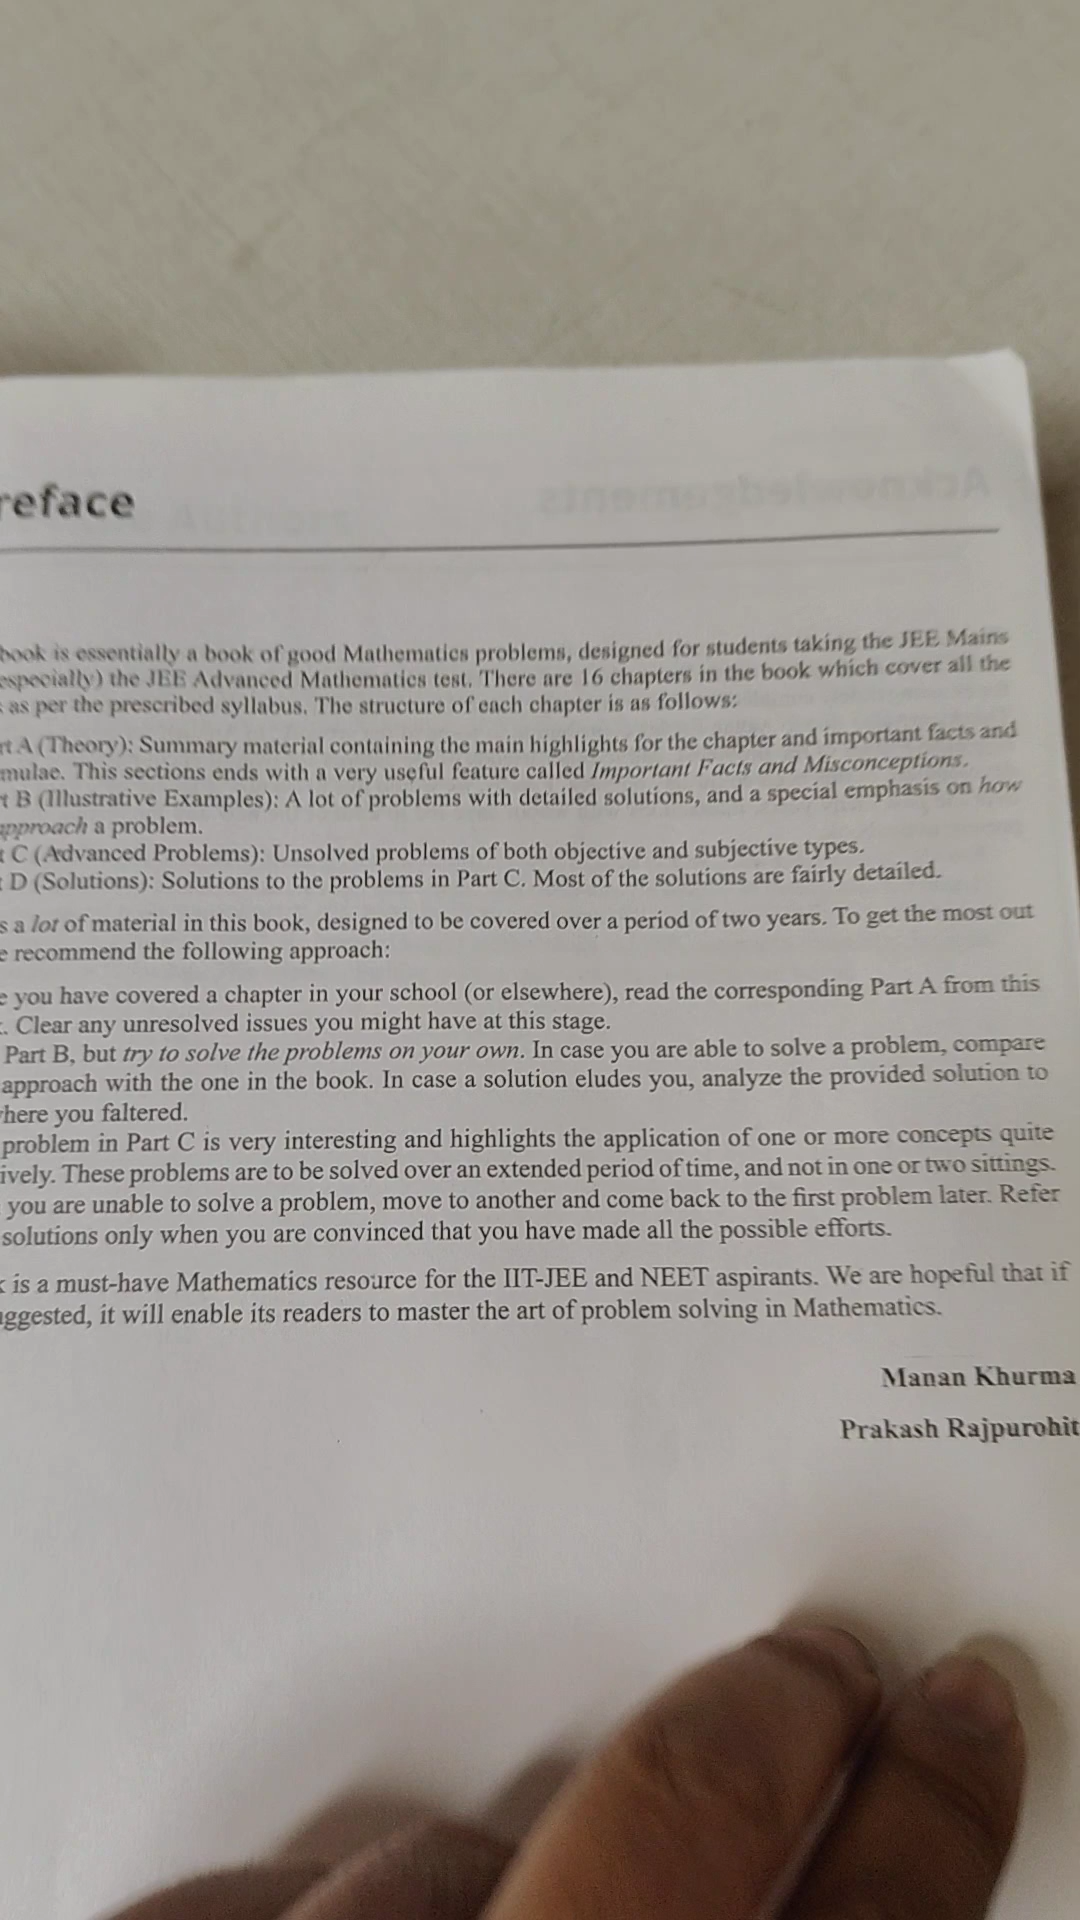 reface
book is essentially a book of good Mathematics problems, designed for students taking the JEE Mains
especially) the JEE Advanced Mathematics test. There are 16 chapters in the book which cover all the
as per the prescribed syllabus. The structure of each chapter is as follows:
rt A (Theory): Summary material containing the main highlights for the chapter and important facts and
mulae. This sections ends with a very useful feature called Important Facts and Misconceptions.
t B (Illustrative Examples): A lot of problems with detailed solutions, and a special emphasis on how
approach a problem.
t C (Advanced Problems): Unsolved problems of both objective and subjective types.
t D (Solutions): Solutions to the problems in Part C. Most of the solutions are fairly detailed.
s a lot of material in this book, designed to be covered over a period of two years. To get the most out
e recommend the following approach:
e you have covered a chapter in your school (or elsewhere), read the corresponding Part A from this
. Clear any unresolved issues you might have at this stage.
Part B, but try to solve the problems on your own. In case you are able to solve a problem, compare
approach with the one in the book. In case a solution eludes you, analyze the provided solution to
here you faltered.
problem in Part C is very interesting and highlights the application of one or more concepts quite
ively. These problems are to be solved over an extended period of time, and not in one or two sittings.
you are unable to solve a problem, move to another and come back to the first problem later. Refer
solutions only when you are convinced that you have made all the possible efforts.
k is a must-have Mathematics resource for the IIT-JEE and NEET aspirants. We are hopeful that if
ggested, it will enable its readers to master the art of problem solving in Mathematics.
Manan Khurma
Prakash Rajpurohit